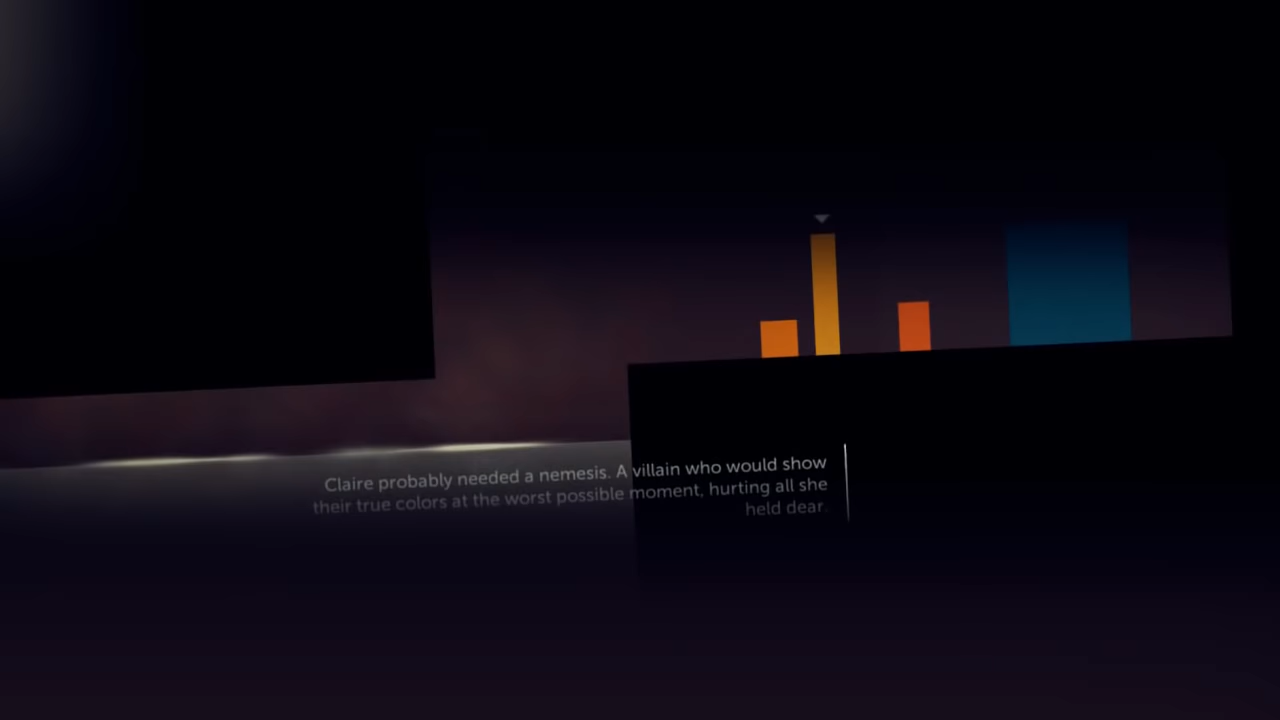 Claire probably needed a nemesis. A villain who would show
their true colors at the worst possible moment, hurting all she
held dear.